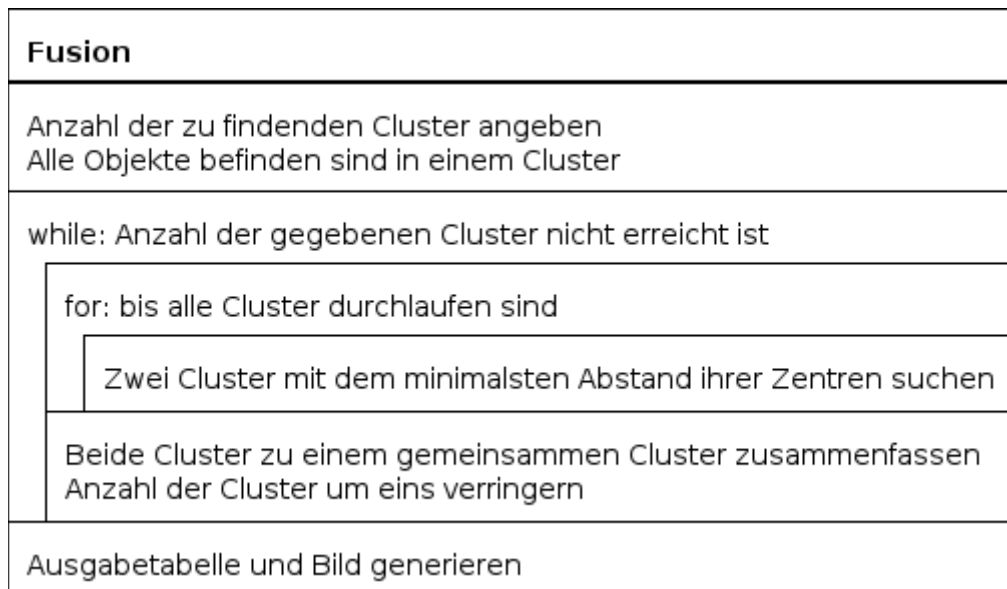 Fusion
Anzahl der zu findenden Cluster angeben
Alle Objekte befinden sind in einem Cluster
while: Anzahl der gegebenen Cluster nicht erreicht ist
for: bis alle Cluster durchlaufen sind
Zwei Cluster mit dem minimalsten Abstand ihrer Zentren suchen
Beide Cluster zu einem gemeinsammen Cluster zusammenfassen
Anzahl der Cluster um eins verringern
Ausgabetabelle und Bild generieren